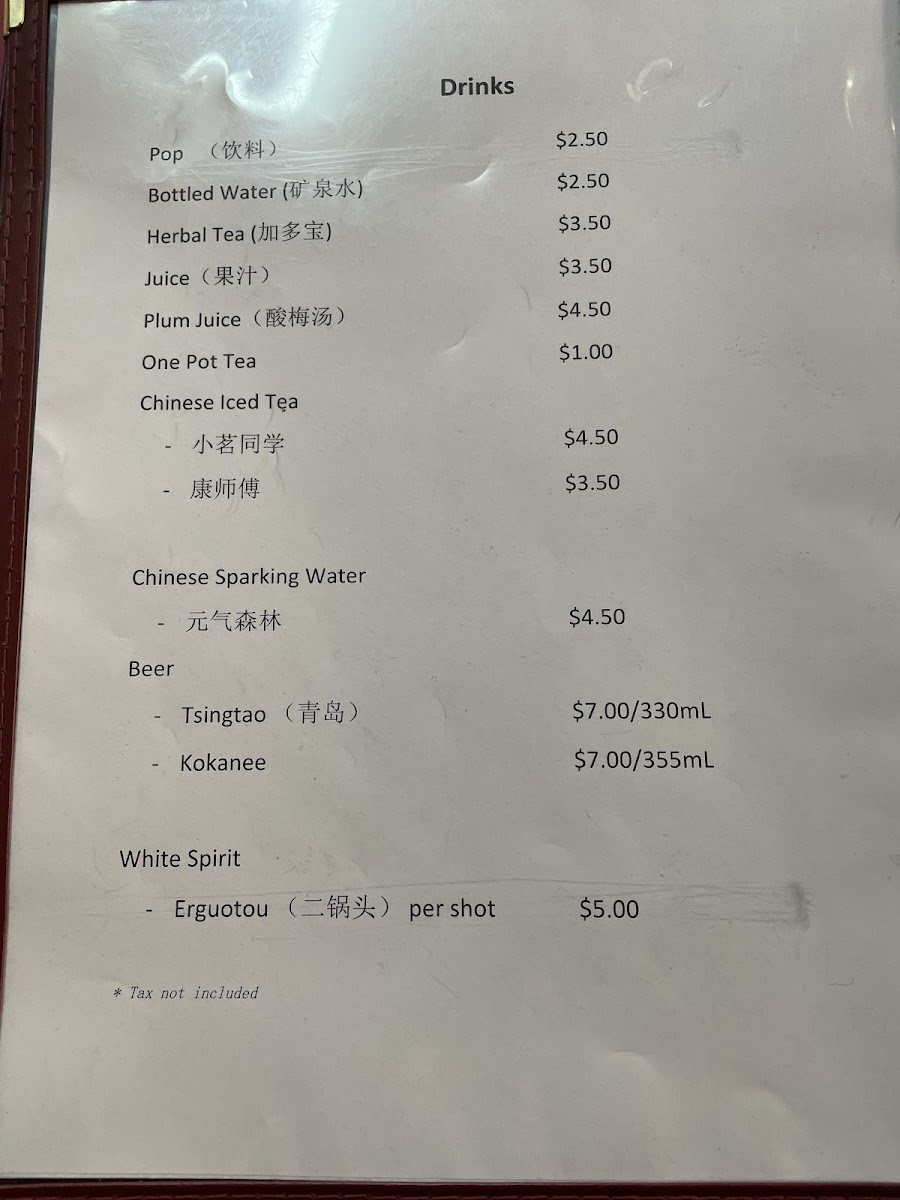 Drinks
Pop （饮料） $2.50
Bottled Water (矿泉水) $2.50
Herbal Tea (加多宝) $3.50
Juice（果汁） $3.50
Plum Juice（酸梅汤） $4.50
One Pot Tea $1.00
Chinese Iced Tea
- 小茗同学 $4.50
- 康师傅 $3.50
Chinese Sparking Water
- 元气森林 $4.50
Beer
- Tsingtao （青岛） $7.00/330mL
- Kokanee $7.00/355mL
White Spirit
- Erguotou （二锅头） per shot $5.00
* Tax not included